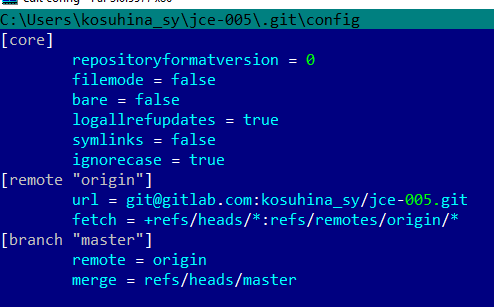 C:\Users\kosuhina_sy\jce-005\.git\config
[core]
repositoryformatversion = 0
filemode = false
bare = false
logallrefupdates = true
symlinks = false
ignorecase = true
[remote "origin"]
url = git@gitlab.com:kosuhina_sy/jce-005.git
fetch = +refs/heads/*:refs/remotes/origin/*
[branch "master"]
remote = origin
merge = refs/heads/master